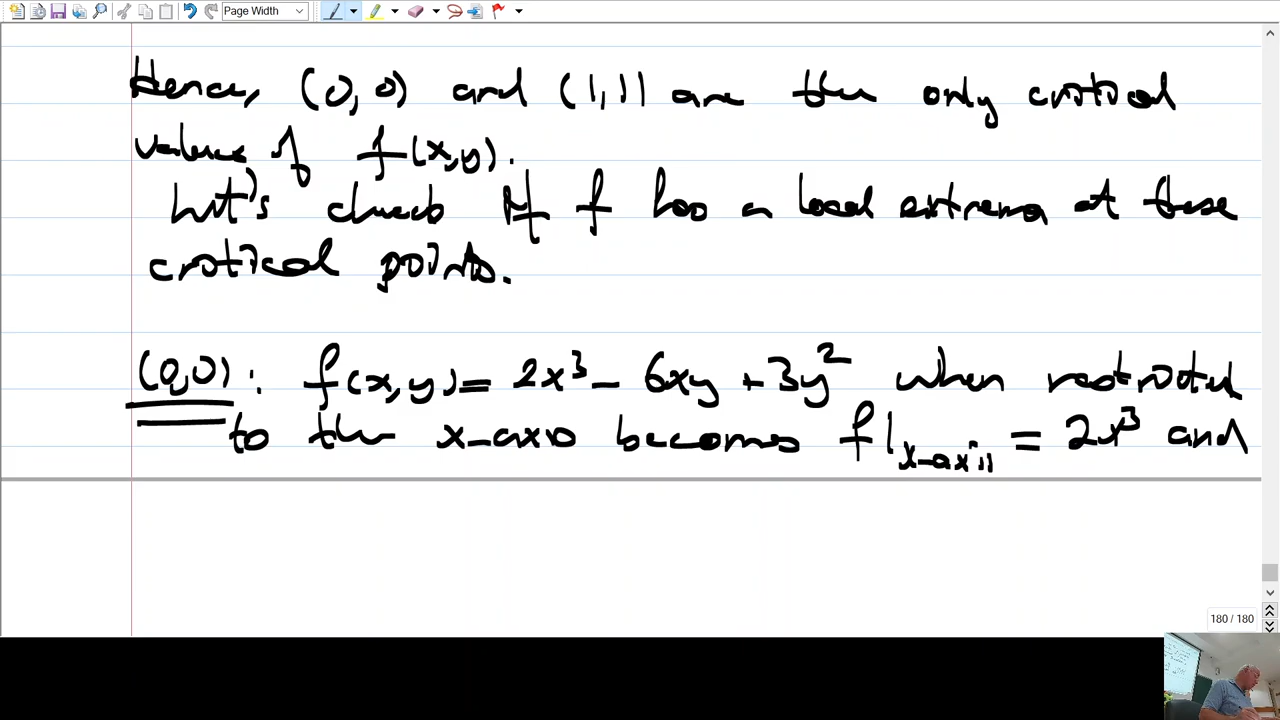 Page Width
Hence, (0,0) and (1,1) are the only critical
values of f(x,y).
Let's check if f has a local extrema at these
critical points.
(0,0): f(x,y) = 2x³ - 6xy + 3y² when restricted
to the x-axis becomes f|x-axis = 2x³ and
180 / 180